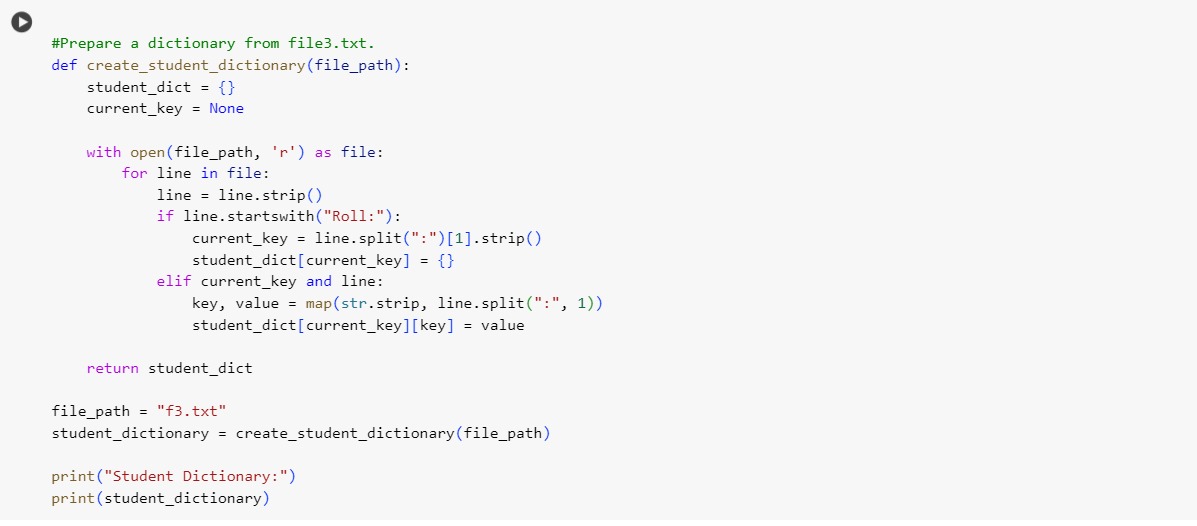 #Prepare a dictionary from file3.txt.
def create_student_dictionary(file_path):
    student_dict = {}
    current_key = None

    with open(file_path, 'r') as file:
        for line in file:
            line = line.strip()
            if line.startswith("Roll:"):
                current_key = line.split(":")[1].strip()
                student_dict[current_key] = {}
            elif current_key and line:
                key, value = map(str.strip, line.split(":", 1))
                student_dict[current_key][key] = value

    return student_dict

file_path = "f3.txt"
student_dictionary = create_student_dictionary(file_path)

print("Student Dictionary:")
print(student_dictionary)